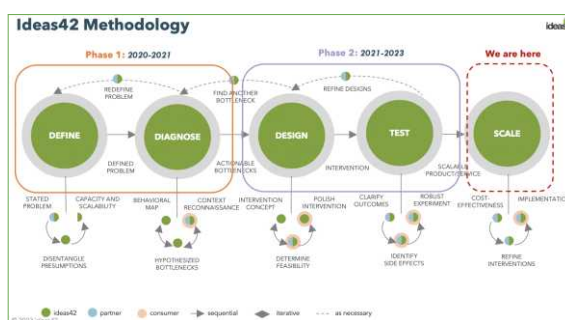 Ideas42 Methodology
ideas
Phase 1: 2020-2021
Phase 2: 2021-2023
We are here
REDEFINE
PROBLEM
FIND ANOTHER
BOTTLENECK
REFINE DESIGNS
DEFINE
DIAGNOSE
DESIGN
TEST
SCALE
DEFINED
PROBLEM
ACTIONABLE
BOTTLENECKS
INTERVENTION
SCALABLE
PRODUCT/SERVICE
STATED
PROBLEM
CAPACITY AND
SCALABILITY
BEHAVIORAL
MAP
CONTEXT
RECONNAISSANCE
INTERVENTION
CONCEPT
POLISH
INTERVENTION
CLARIFY
OUTCOMES
ROBUST
EXPERIMENT
COST-
EFFECTIVENESS
IMPLEMENTATIO
DISENTANGLE
PRESUMPTIONS
HYPOTHESIZED
BOTTLENECKS
DETERMINE
FEASIBILITY
IDENTIFY
SIDE EFFECTS
REFINE
INTERVENTIONS
ideas42 partner consumer sequential iterative as necessary